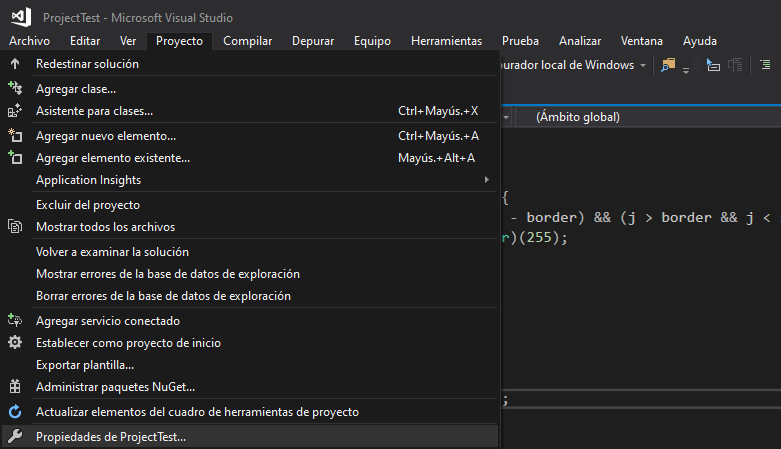 ProjectTest - Microsoft Visual Studio
Archivo Editar Ver Proyecto Compilar Depurar Equipo Herramientas Prueba Analizar Ventana Ayuda
Redestinar solución
urador local de Windows
Agregar clase...
Asistente para clases... Ctrl+Mayús.+X
(Ámbito global)
Agregar nuevo elemento... Ctrl+Mayús.+A
Agregar elemento existente... Mayús.+Alt+A
Application Insights
Excluir del proyecto
{
Mostrar todos los archivos
- border) && (j > border && j <
r)(255);
Volver a examinar la solución
Mostrar errores de la base de datos de exploración
Borrar errores de la base de datos de exploración
Agregar servicio conectado
Establecer como proyecto de inicio
Exportar plantilla...
Administrar paquetes NuGet...
;
Actualizar elementos del cuadro de herramientas de proyecto
Propiedades de ProjectTest...